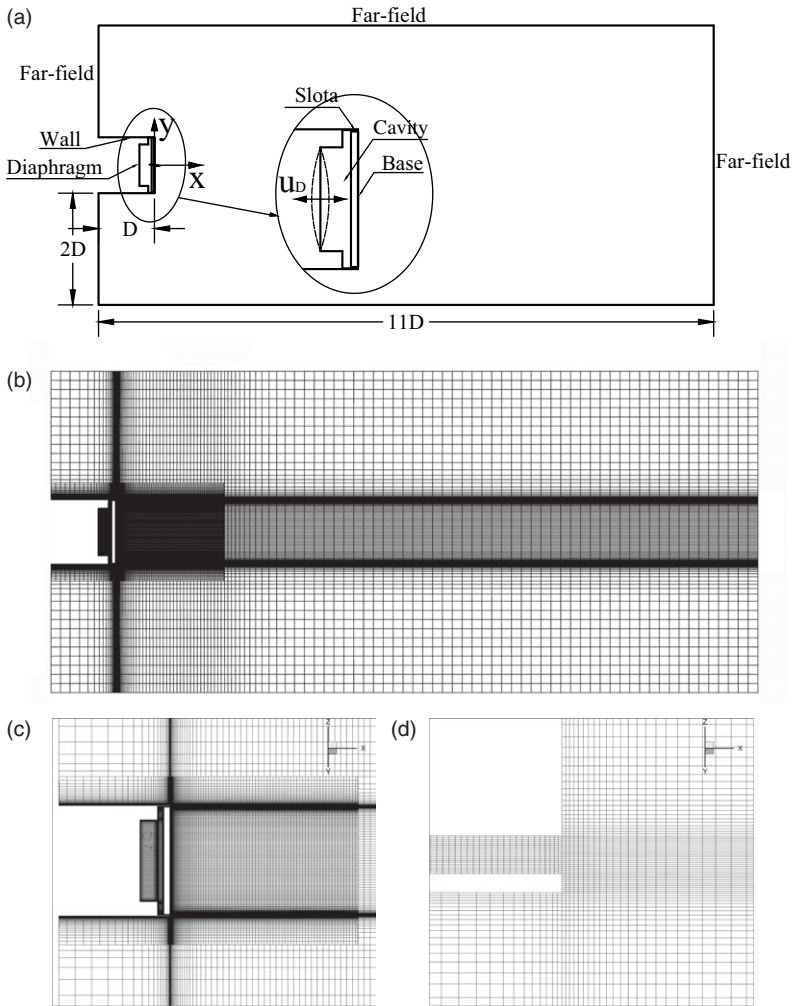 (a)
Far-field
Far-field
Slota
Wall
y
Cavity
Diaphragm
Base
Far-field
x
uD
D
2D
11D
(b)
(c)
Z
X
Y
(d)
Z
X
Y